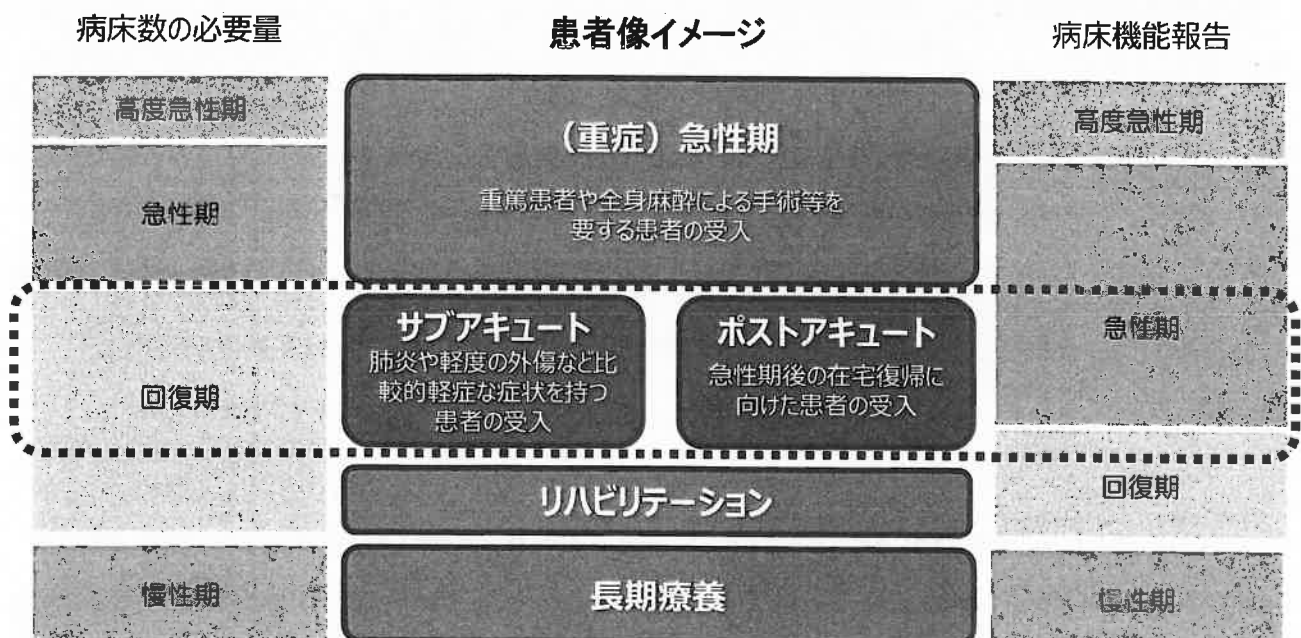 病床数の必要量
患者像イメージ
病床機能報告
高度急性期
急性期
回復期
慢性期
（重症）急性期
重篤患者や全身麻酔による手術等を
要する患者の受入
サブアキュート
肺炎や軽度の外傷など比
較的軽症な症状を持つ
患者の受入
ポストアキュート
急性期後の在宅復帰に
向けた患者の受入
リハビリテーション
長期療養
高度急性期
急性期
回復期
慢性期